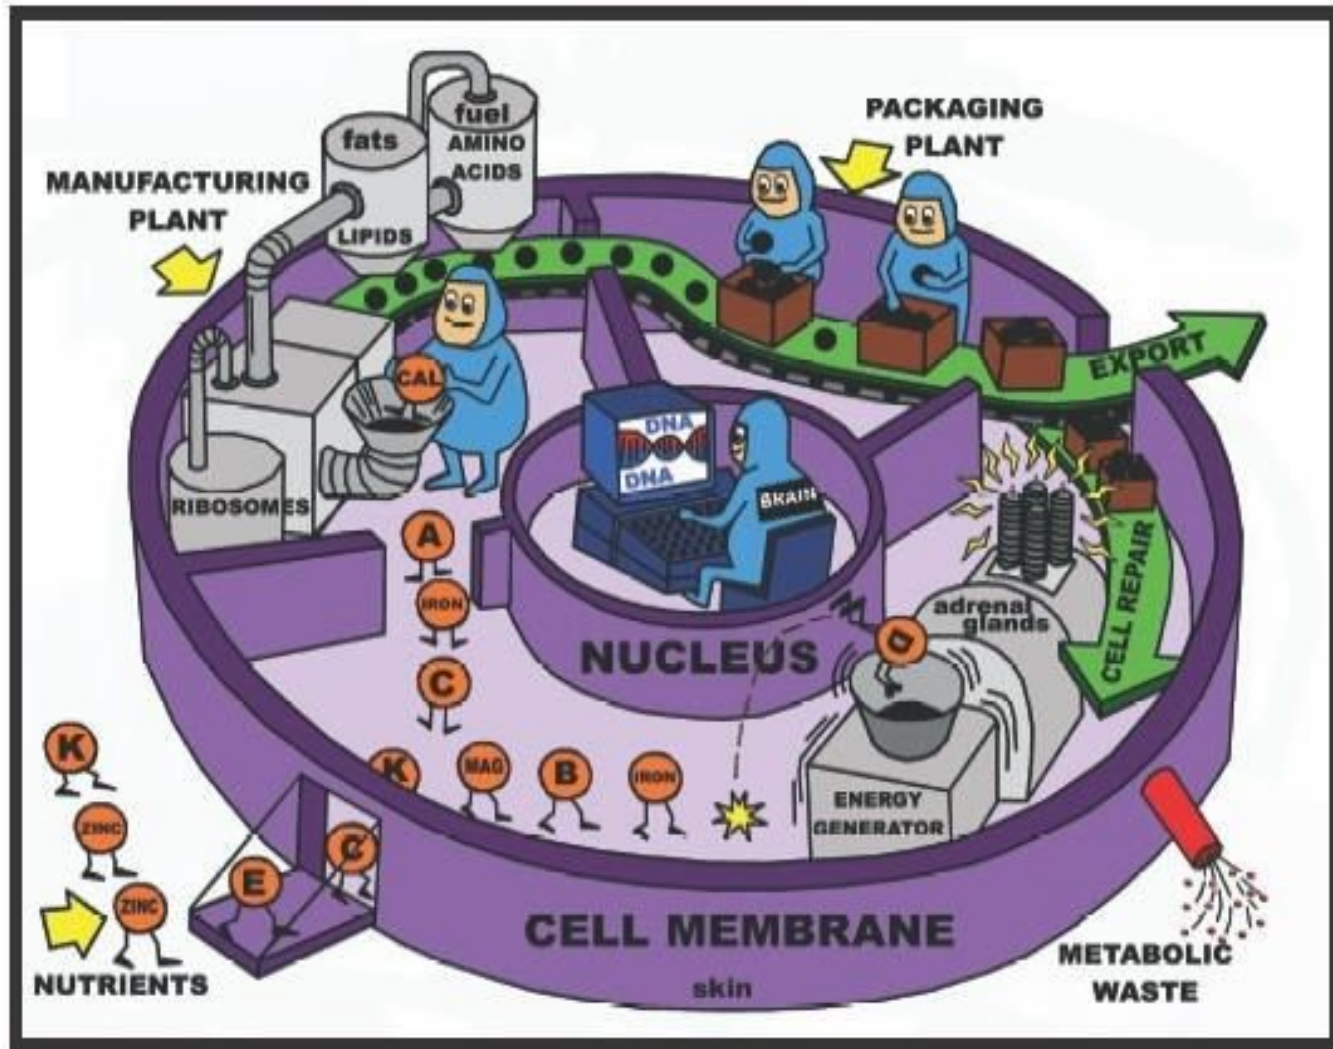 fuel
AMINO
ACIDS
fats
LIPIDS
PACKAGING
PLANT
MANUFACTURING
PLANT
CAL
EXPORT
DNA
DNA
BRAIN
RIBOSOMES
A
IRON
C
adrenal
glands
CELL REPAIR
D
NUCLEUS
K
ZINC
ZINC
NUTRIENTS
E
C
K
MAG
B
IRON
ENERGY
GENERATOR
CELL MEMBRANE
skin
METABOLIC
WASTE